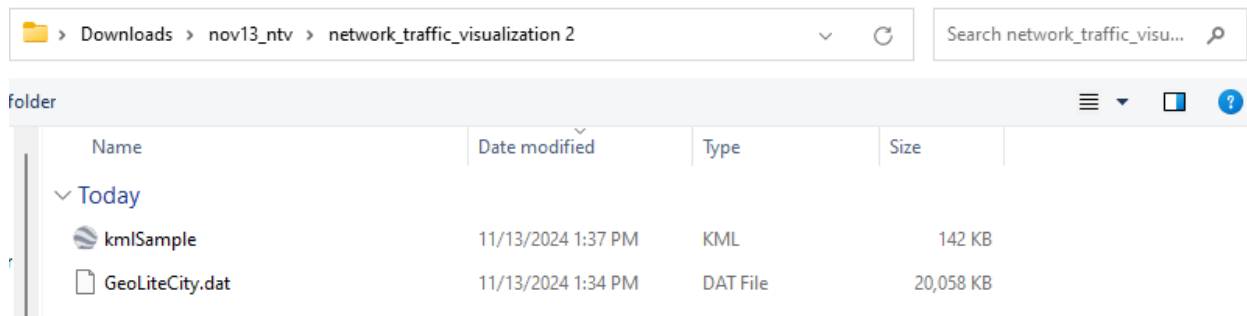 Downloads > nov13_ntv > network_traffic_visualization 2 Search network_traffic_visu...
folder ?
Name Date modified Type Size
Today
kmlSample 11/13/2024 1:37 PM KML 142 KB
GeoLiteCity.dat 11/13/2024 1:34 PM DAT File 20,058 KB